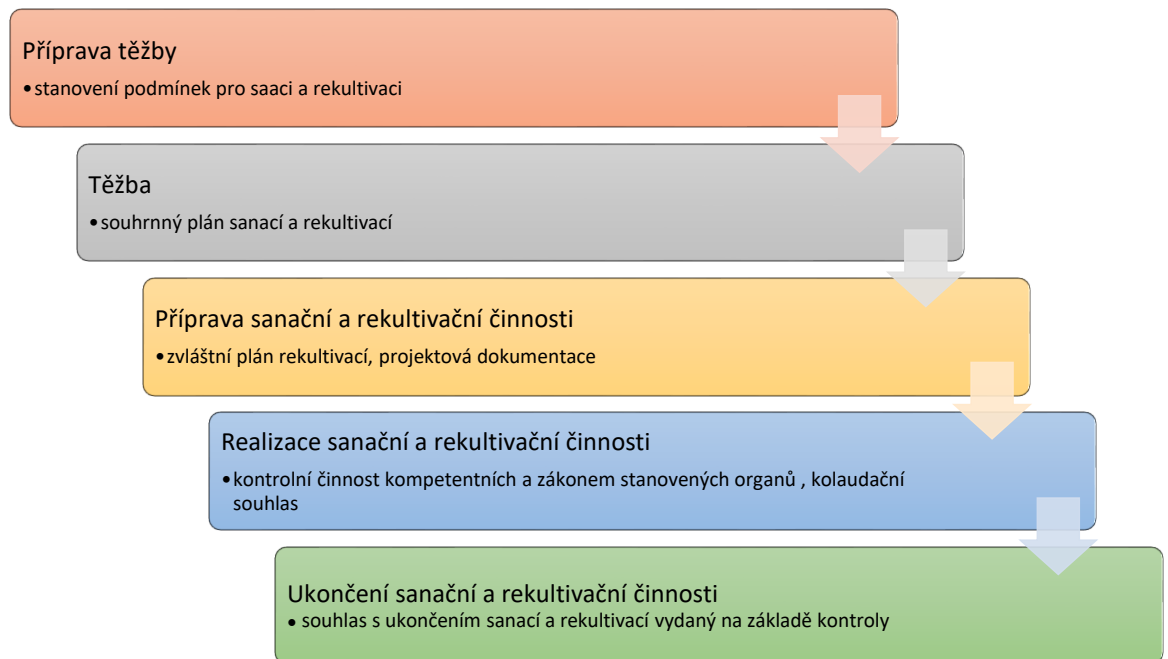 Příprava těžby
•stanovení podmínek pro saaci a rekultivaci
Těžba
•souhrnný plán sanací a rekultivací
Příprava sanační a rekultivační činnosti
•zvláštní plán rekultivací, projektová dokumentace
Realizace sanační a rekultivační činnosti
•kontrolní činnost kompetentních a zákonem stanovených organů , kolaudační
souhlas
Ukončení sanační a rekultivační činnosti
• souhlas s ukončením sanací a rekultivací vydaný na základě kontroly